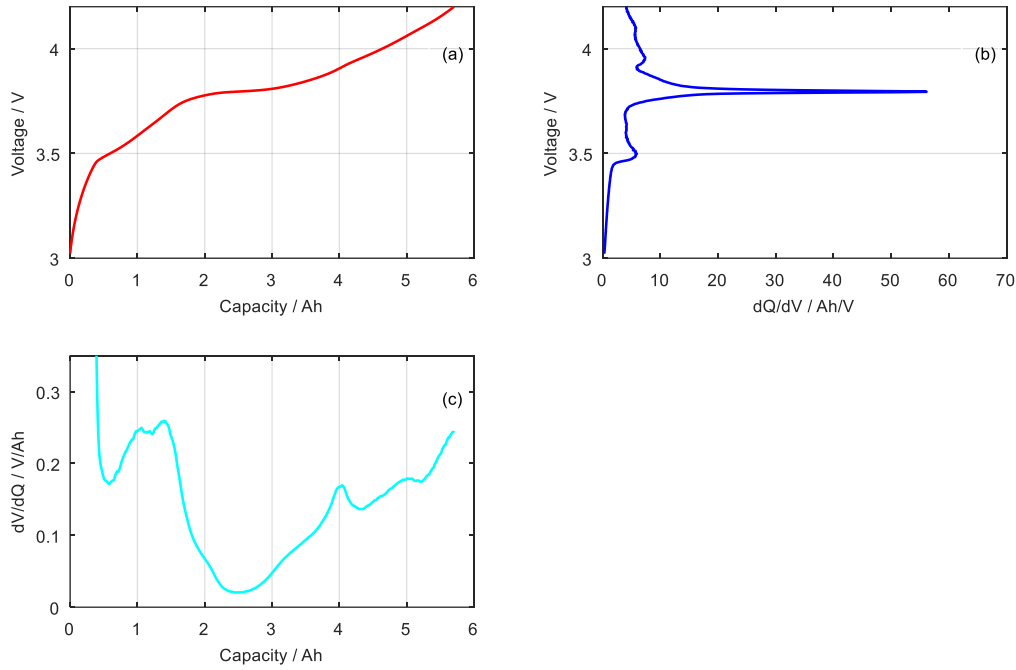 4
3.5
3
Voltage / V
(a)
0 1 2 3 4 5 6
Capacity / Ah
4
3.5
3
Voltage / V
(b)
0 10 20 30 40 50 60 70
dQ/dV / Ah/V
0.3
0.2
0.1
0
dV/dQ / V/Ah
(c)
0 1 2 3 4 5 6
Capacity / Ah